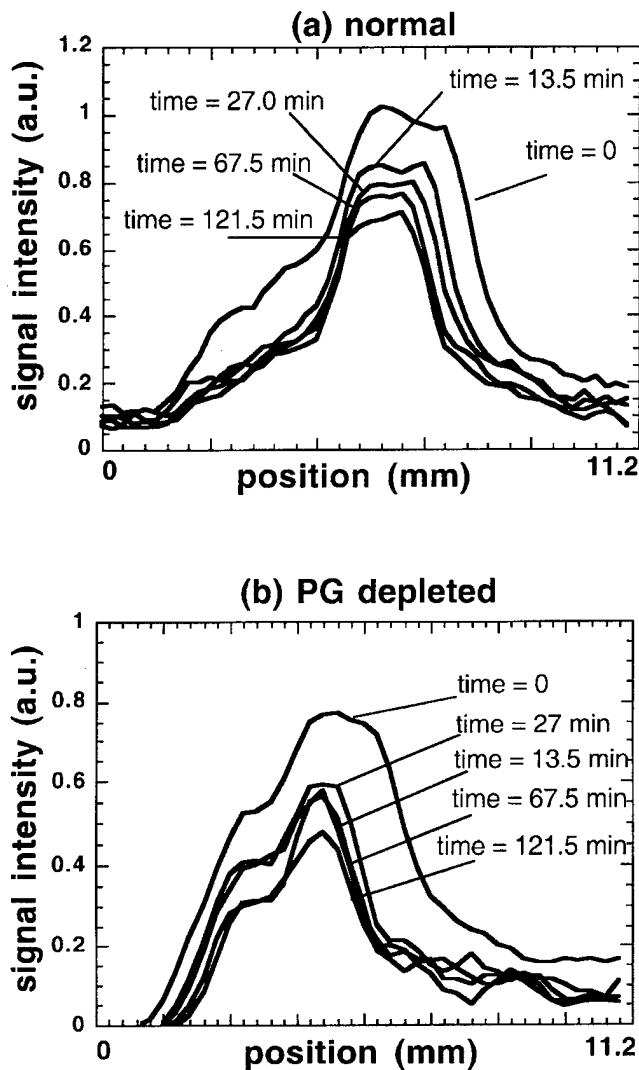 (a) normal
signal intensity (a.u.)
1.2
1
0.8
0.6
0.4
0.2
0
time = 13.5 min
time = 27.0 min
time = 0
time = 67.5 min
time = 121.5 min
0
position (mm)
11.2
(b) PG depleted
signal intensity (a.u.)
1
0.8
0.6
0.4
0.2
0
time = 0
time = 27 min
time = 13.5 min
time = 67.5 min
time = 121.5 min
0
position (mm)
11.2